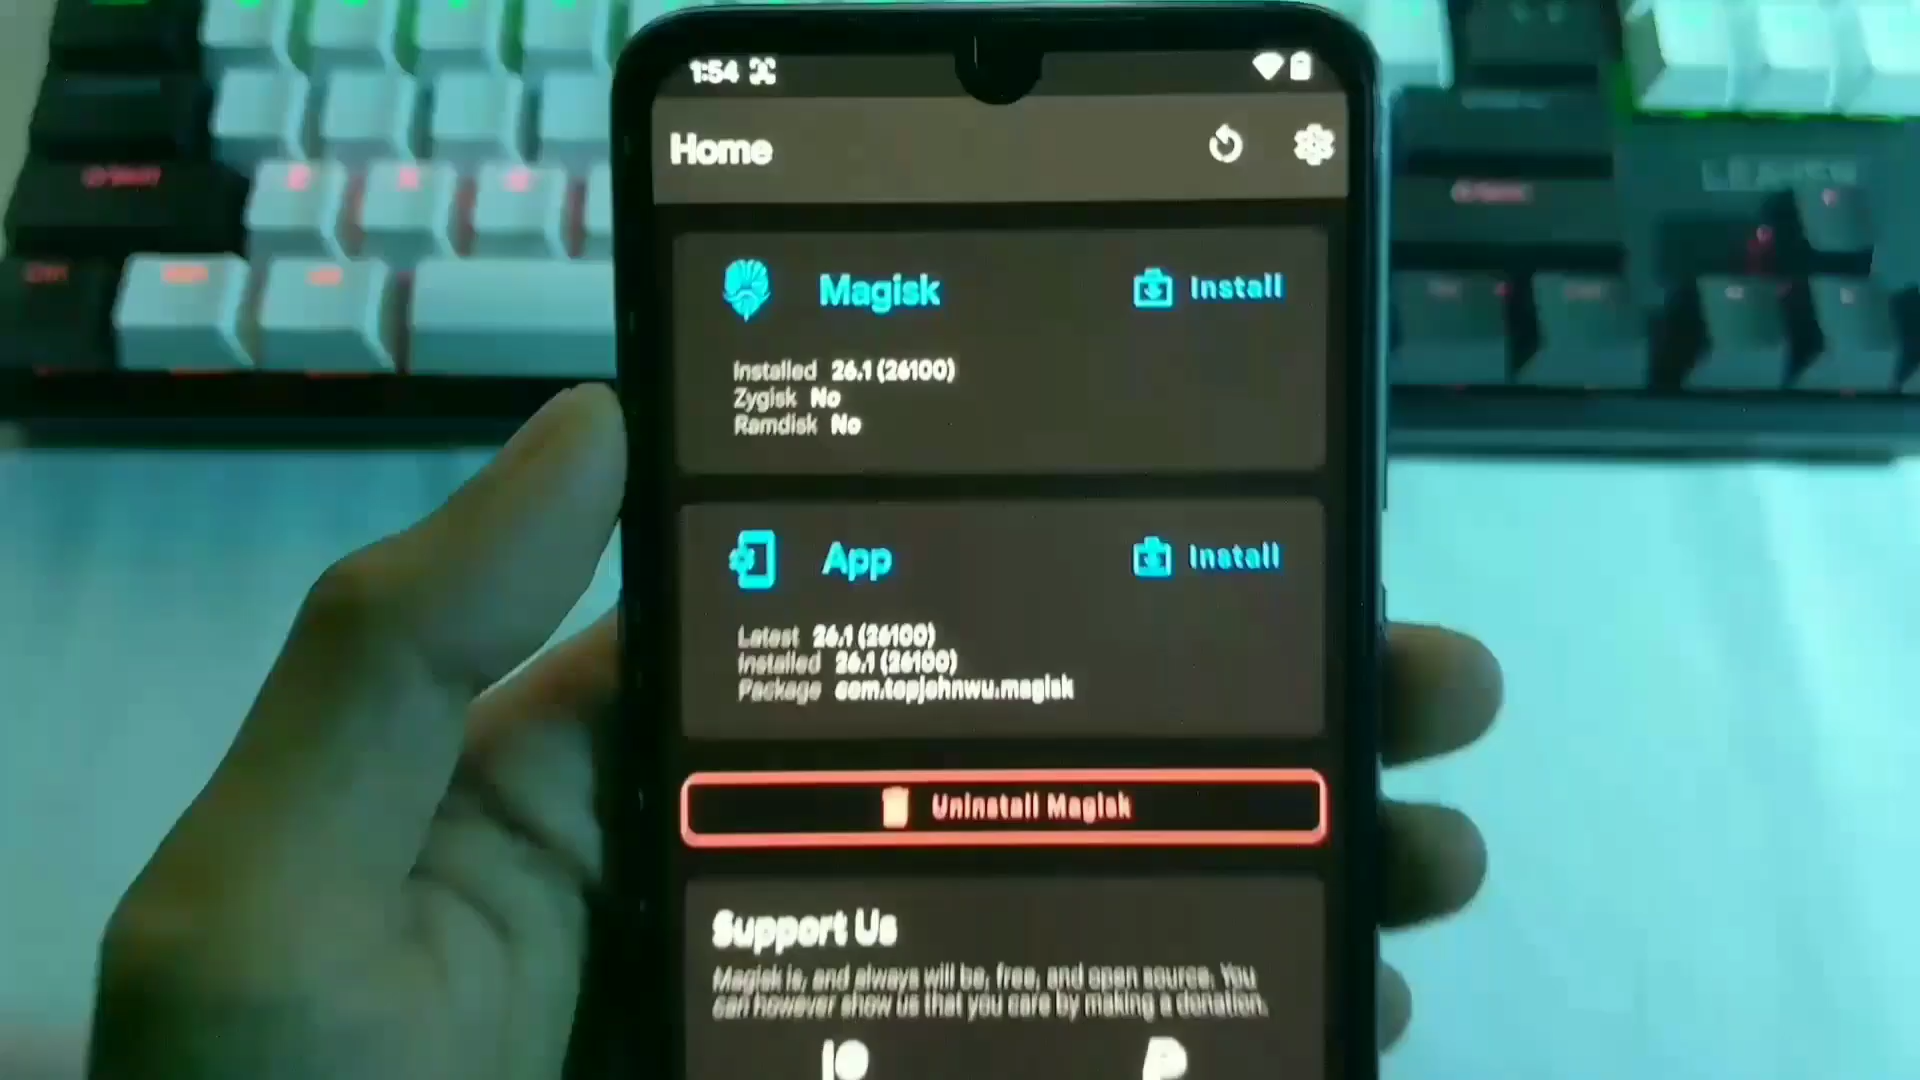 1:54
Home
Magisk
Install
Installed 26.1 (26100)
Zygisk No
Ramdisk No
App
Install
Latest 26.1 (26100)
Installed 26.1 (26100)
Package com.topjohnwu.magisk
Uninstall Magisk
Support Us
Magisk is, and always will be, free, and open source. You
can however show us that you care by making a donation.